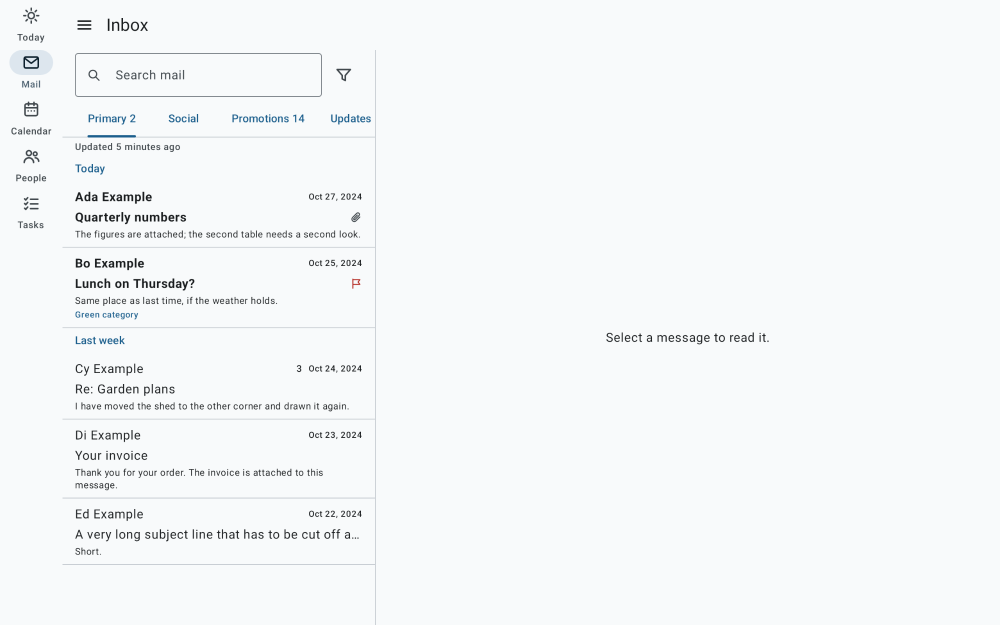 Today
Mail
Calendar
People
Tasks
Inbox
Search mail
Primary 2 Social Promotions 14 Updates
Updated 5 minutes ago
Today
Ada Example Oct 27, 2024
Quarterly numbers
The figures are attached; the second table needs a second look.
Bo Example Oct 25, 2024
Lunch on Thursday?
Same place as last time, if the weather holds.
Green category
Last week
Cy Example 3 Oct 24, 2024
Re: Garden plans
I have moved the shed to the other corner and drawn it again.
Di Example Oct 23, 2024
Your invoice
Thank you for your order. The invoice is attached to this
message.
Ed Example Oct 22, 2024
A very long subject line that has to be cut off a…
Short.
Select a message to read it.